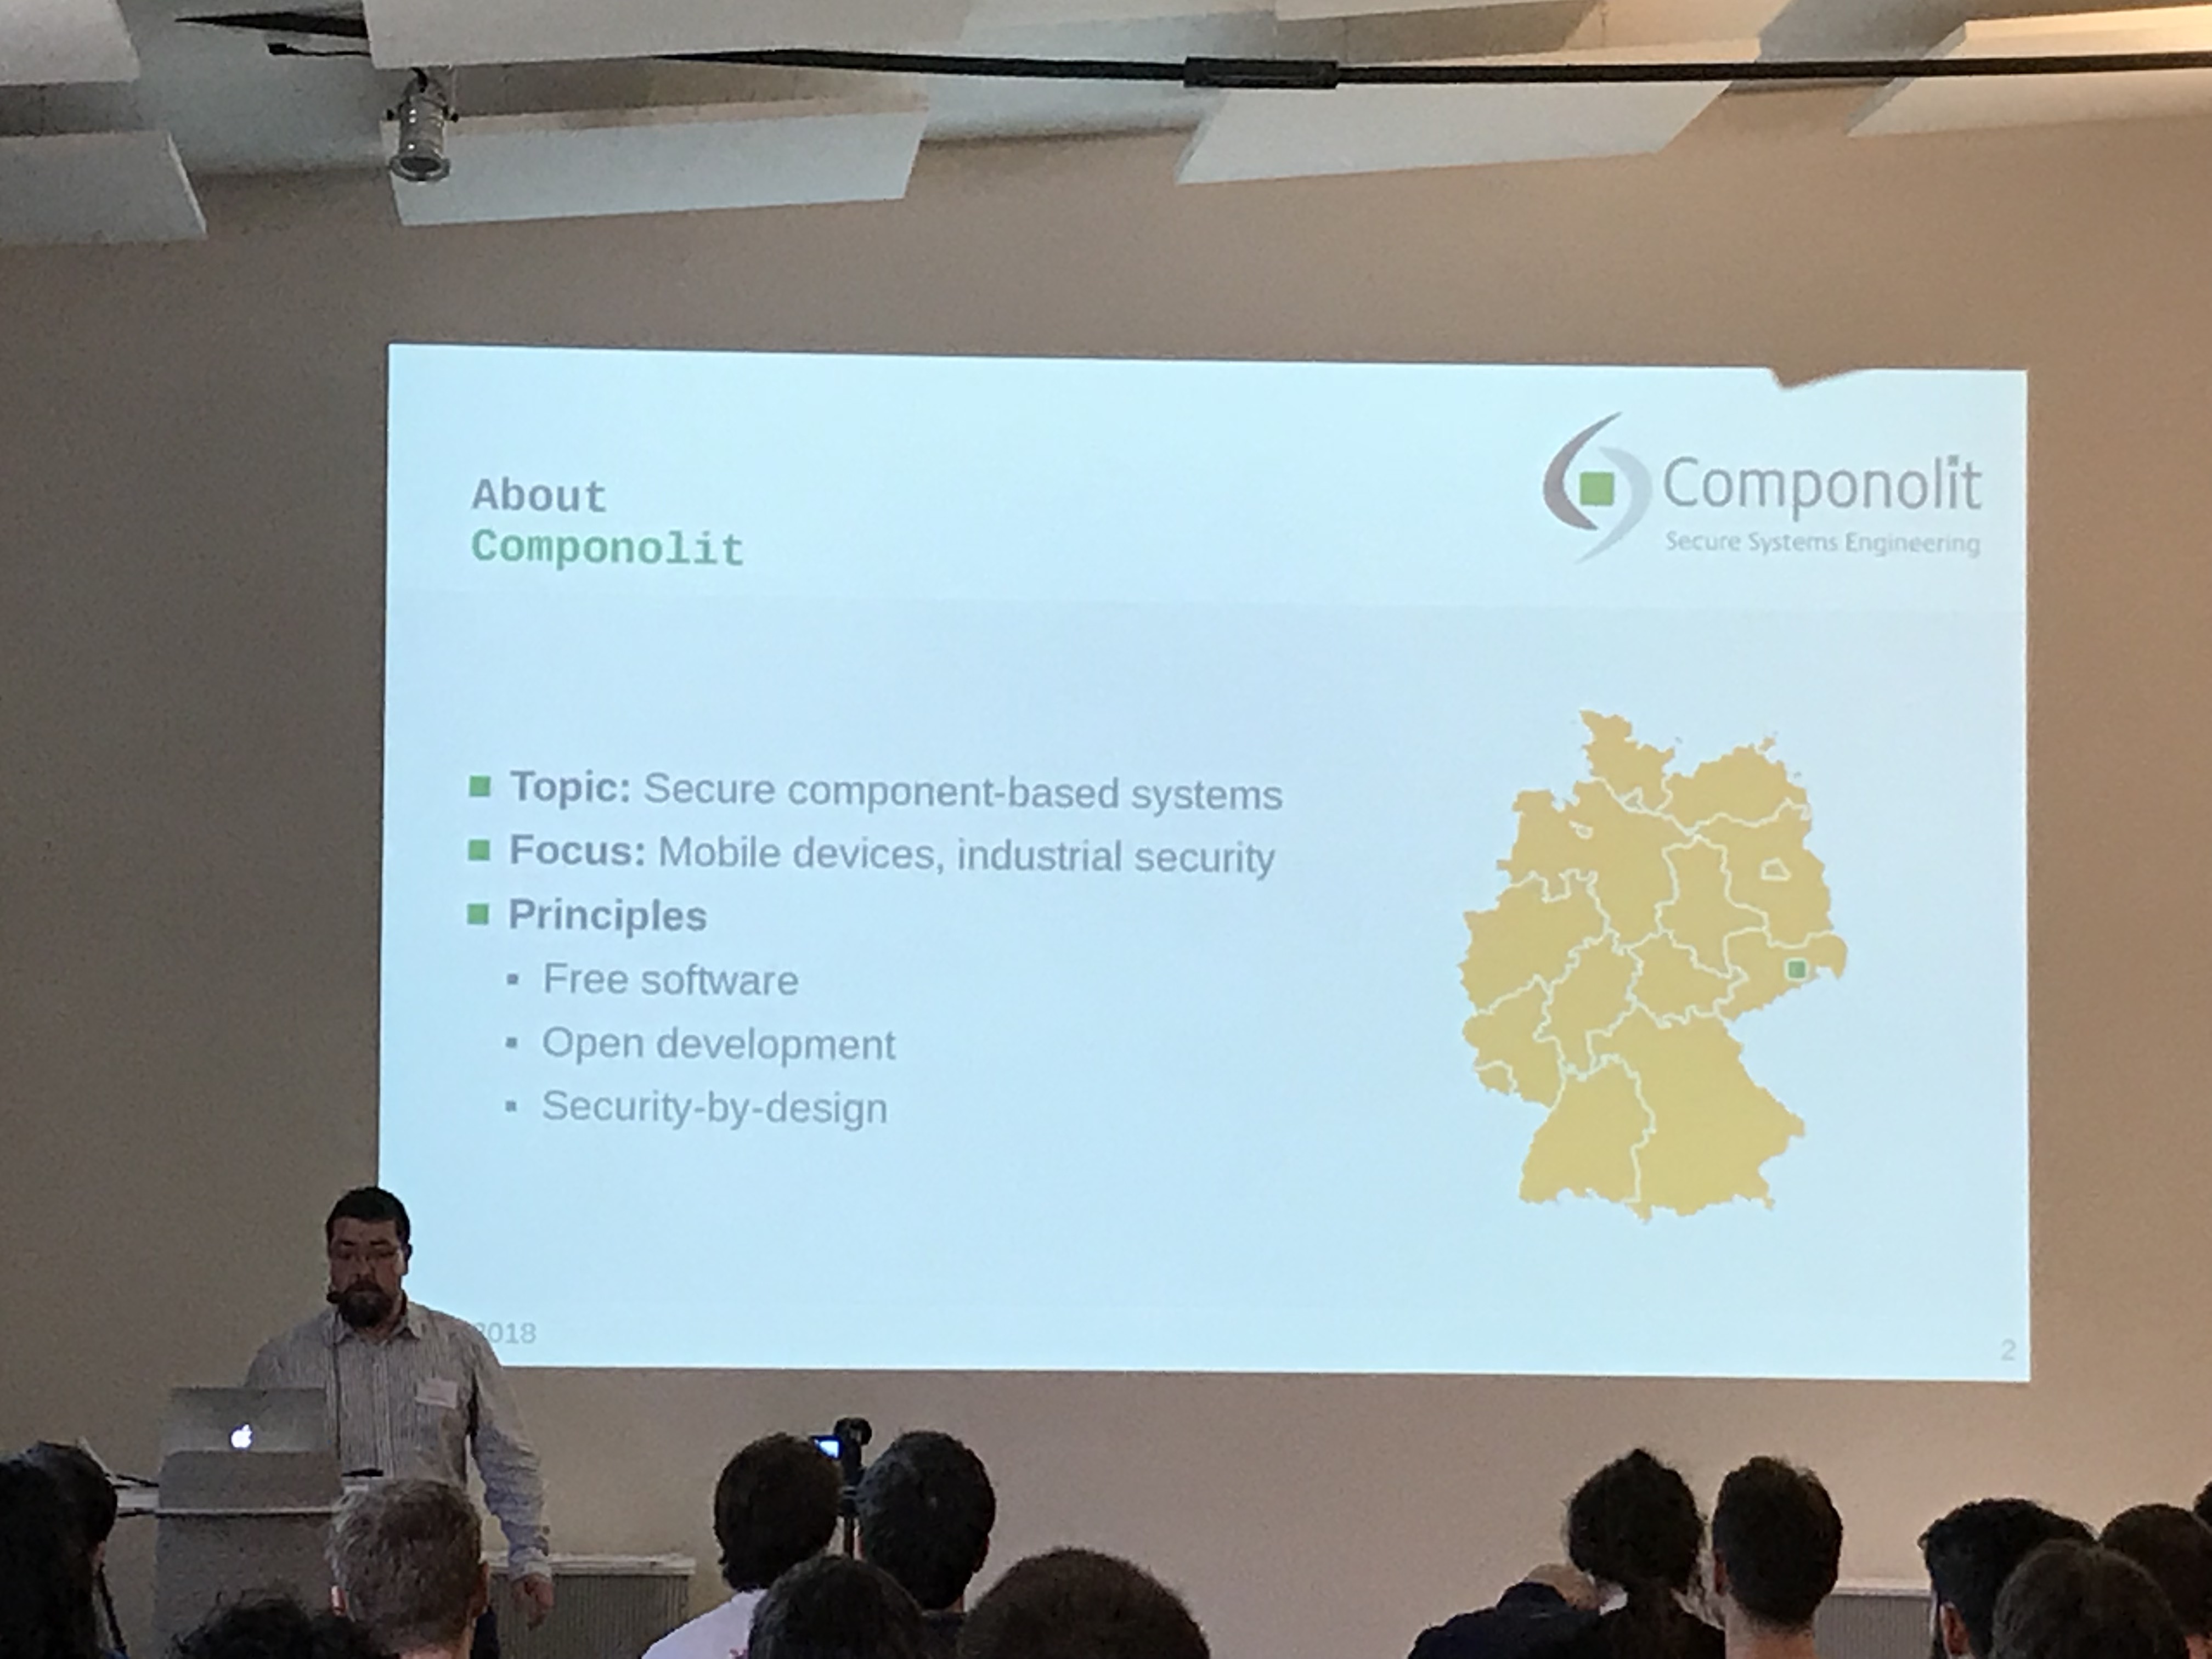 About
Componolit
Componolit
Secure Systems Engineering
Topic: Secure component-based systems
Focus: Mobile devices, industrial security
Principles
Free software
Open development
Security-by-design
2018
2